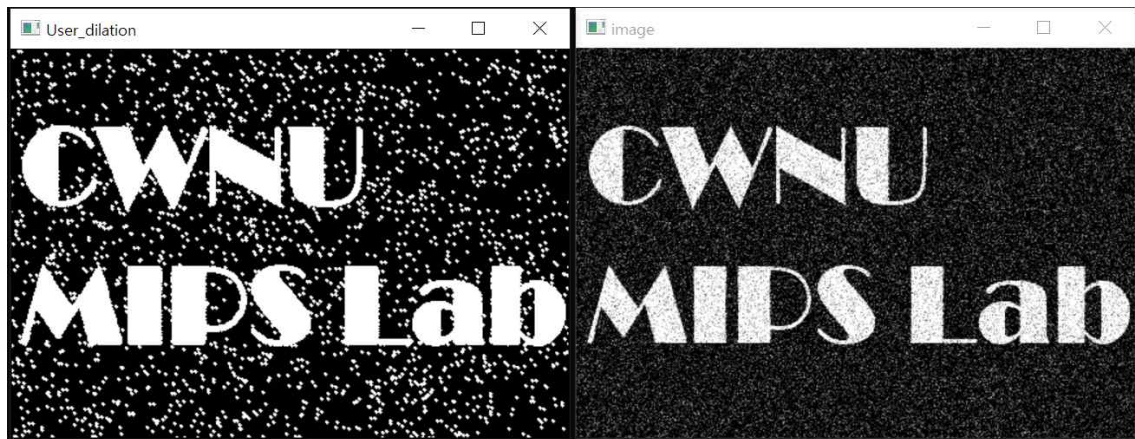 User_dilation
CWNU
MIPS Lab
image
CWNU
MIPS Lab